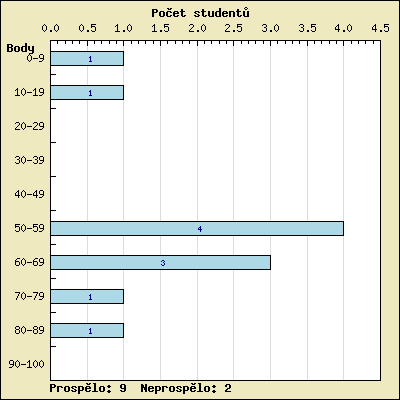 Počet studentů
0.0 0.5 1.0 1.5 2.0 2.5 3.0 3.5 4.0 4.5
Body
0-9 1
10-19 1
20-29
30-39
40-49
50-59 4
60-69 3
70-79 1
80-89 1
90-100
Prospělo: 9 Neprospělo: 2